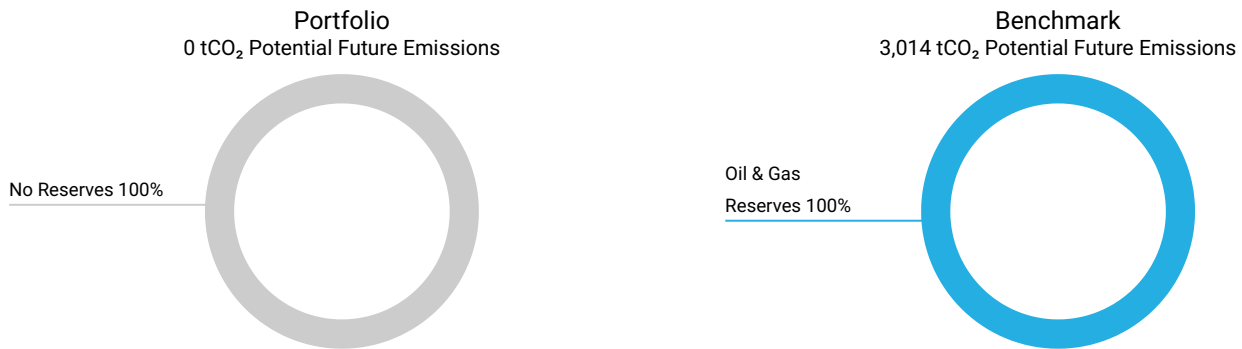 Portfolio
0 tCO₂ Potential Future Emissions
No Reserves 100%
Benchmark
3,014 tCO₂ Potential Future Emissions
Oil & Gas
Reserves 100%